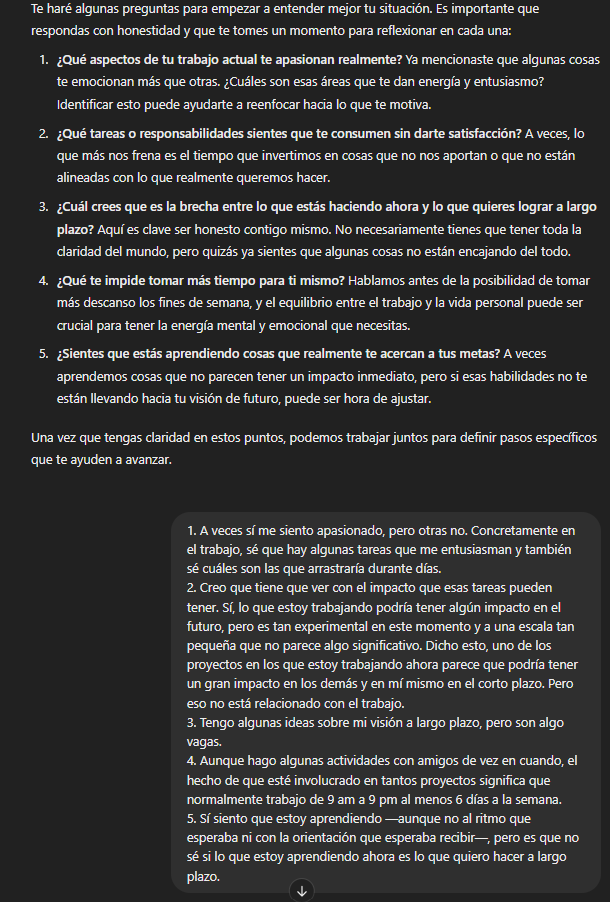 Te haré algunas preguntas para empezar a entender mejor tu situación. Es importante que
respondas con honestidad y que te tomes un momento para reflexionar en cada una:
1. ¿Qué aspectos de tu trabajo actual te apasionan realmente? Ya mencionaste que algunas cosas
te emocionan más que otras. ¿Cuáles son esas áreas que te dan energía y entusiasmo?
Identificar esto puede ayudarte a reenfocar hacia lo que te motiva.
2. ¿Qué tareas o responsabilidades sientes que te consumen sin darte satisfacción? A veces, lo
que más nos frena es el tiempo que invertimos en cosas que no nos aportan o que no están
alineadas con lo que realmente queremos hacer.
3. ¿Cuál crees que es la brecha entre lo que estás haciendo ahora y lo que quieres lograr a largo
plazo? Aquí es clave ser honesto contigo mismo. No necesariamente tienes que tener toda la
claridad del mundo, pero quizás ya sientes que algunas cosas no están encajando del todo.
4. ¿Qué te impide tomar más tiempo para ti mismo? Hablamos antes de la posibilidad de tomar
más descanso los fines de semana, y el equilibrio entre el trabajo y la vida personal puede ser
crucial para tener la energía mental y emocional que necesitas.
5. ¿Sientes que estás aprendiendo cosas que realmente te acercan a tus metas? A veces
aprendemos cosas que no parecen tener un impacto inmediato, pero si esas habilidades no te
están llevando hacia tu visión de futuro, puede ser hora de ajustar.
Una vez que tengas claridad en estos puntos, podemos trabajar juntos para definir pasos específicos
que te ayuden a avanzar.
1. A veces sí me siento apasionado, pero otras no. Concretamente en
el trabajo, sé que hay algunas tareas que me entusiasman y también
sé cuáles son las que arrastraría durante días.
2. Creo que tiene que ver con el impacto que esas tareas pueden
tener. Sí, lo que estoy trabajando podría tener algún impacto en el
futuro, pero es tan experimental en este momento y a una escala tan
pequeña que no parece algo significativo. Dicho esto, uno de los
proyectos en los que estoy trabajando ahora parece que podría tener
un gran impacto en los demás y en mí mismo en el corto plazo. Pero
eso no está relacionado con el trabajo.
3. Tengo algunas ideas sobre mi visión a largo plazo, pero son algo
vagas.
4. Aunque hago algunas actividades con amigos de vez en cuando, el
hecho de que esté involucrado en tantos proyectos significa que
normalmente trabajo de 9 am a 9 pm al menos 6 días a la semana.
5. Sí siento que estoy aprendiendo —aunque no al ritmo que
esperaba ni con la orientación que esperaba recibir—, pero es que no
sé si lo que estoy aprendiendo ahora es lo que quiero hacer a largo
plazo.